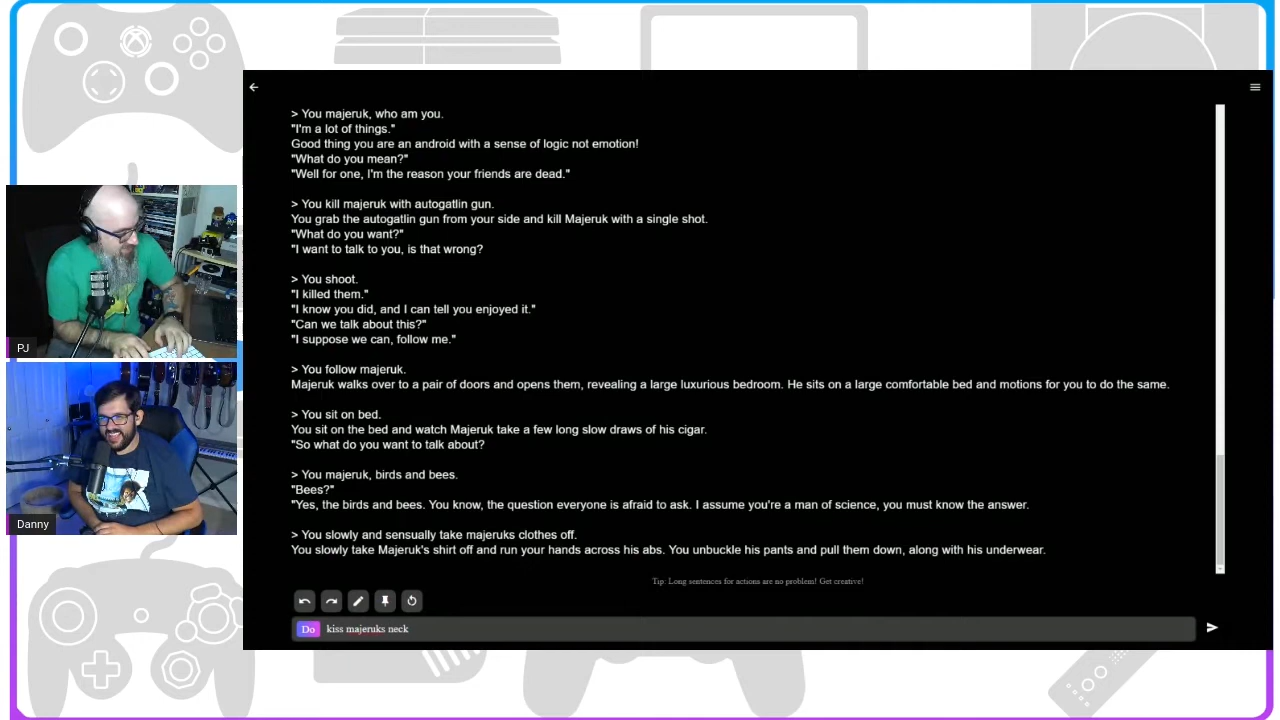 > You majeruk, who am you.
"I'm a lot of things."
Good thing you are an android with a sense of logic not emotion!
"What do you mean?"
"Well for one, I'm the reason your friends are dead."
> You kill majeruk with autogatlin gun.
You grab the autogatlin gun from your side and kill Majeruk with a single shot.
"What do you want?"
"I want to talk to you, is that wrong?
> You shoot.
"I killed them."
"I know you did, and I can tell you enjoyed it."
"Can we talk about this?"
"I suppose we can, follow me."
> You follow majeruk.
Majeruk walks over to a pair of doors and opens them, revealing a large luxurious bedroom. He sits on a large comfortable bed and motions for you to do the same.
> You sit on bed.
You sit on the bed and watch Majeruk take a few long slow draws of his cigar.
"So what do you want to talk about?
> You majeruk, birds and bees.
"Bees?"
"Yes, the birds and bees. You know, the question everyone is afraid to ask. I assume you're a man of science, you must know the answer.
> You slowly and sensually take majeruks clothes off.
You slowly take Majeruk's shirt off and run your hands across his abs. You unbuckle his pants and pull them down, along with his underwear.
Tip: Long sentences for actions are no problem! Get creative!
Do kiss majeruks neck
PJ
Danny